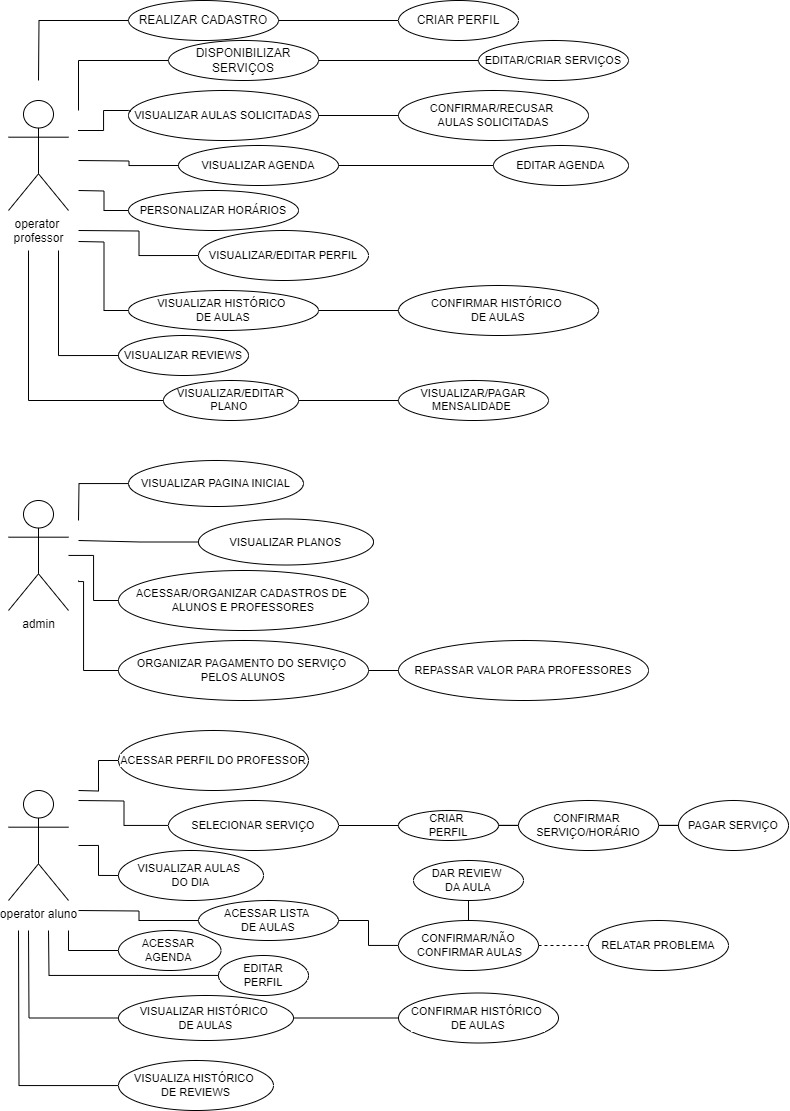 REALIZAR CADASTRO
CRIAR PERFIL
DISPONIBILIZAR
SERVIÇOS
EDITAR/CRIAR SERVIÇOS
VISUALIZAR AULAS SOLICITADAS
CONFIRMAR/RECUSAR
AULAS SOLICITADAS
VISUALIZAR AGENDA
EDITAR AGENDA
PERSONALIZAR HORÁRIOS
operator
professor
VISUALIZAR/EDITAR PERFIL
VISUALIZAR HISTÓRICO
DE AULAS
CONFIRMAR HISTÓRICO
DE AULAS
VISUALIZAR REVIEWS
VISUALIZAR/EDITAR
PLANO
VISUALIZAR/PAGAR
MENSALIDADE
VISUALIZAR PAGINA INICIAL
VISUALIZAR PLANOS
ACESSAR/ORGANIZAR CADASTROS DE
ALUNOS E PROFESSORES
admin
ORGANIZAR PAGAMENTO DO SERVIÇO
PELOS ALUNOS
REPASSAR VALOR PARA PROFESSORES
ACESSAR PERFIL DO PROFESSOR
SELECIONAR SERVIÇO
CRIAR
PERFIL
CONFIRMAR
SERVIÇO/HORÁRIO
PAGAR SERVIÇO
VISUALIZAR AULAS
DO DIA
DAR REVIEW
DA AULA
operator aluno
ACESSAR LISTA
DE AULAS
CONFIRMAR/NÃO
CONFIRMAR AULAS
RELATAR PROBLEMA
ACESSAR
AGENDA
EDITAR
PERFIL
VISUALIZAR HISTÓRICO
DE AULAS
CONFIRMAR HISTÓRICO
DE AULAS
VISUALIZA HISTÓRICO
DE REVIEWS